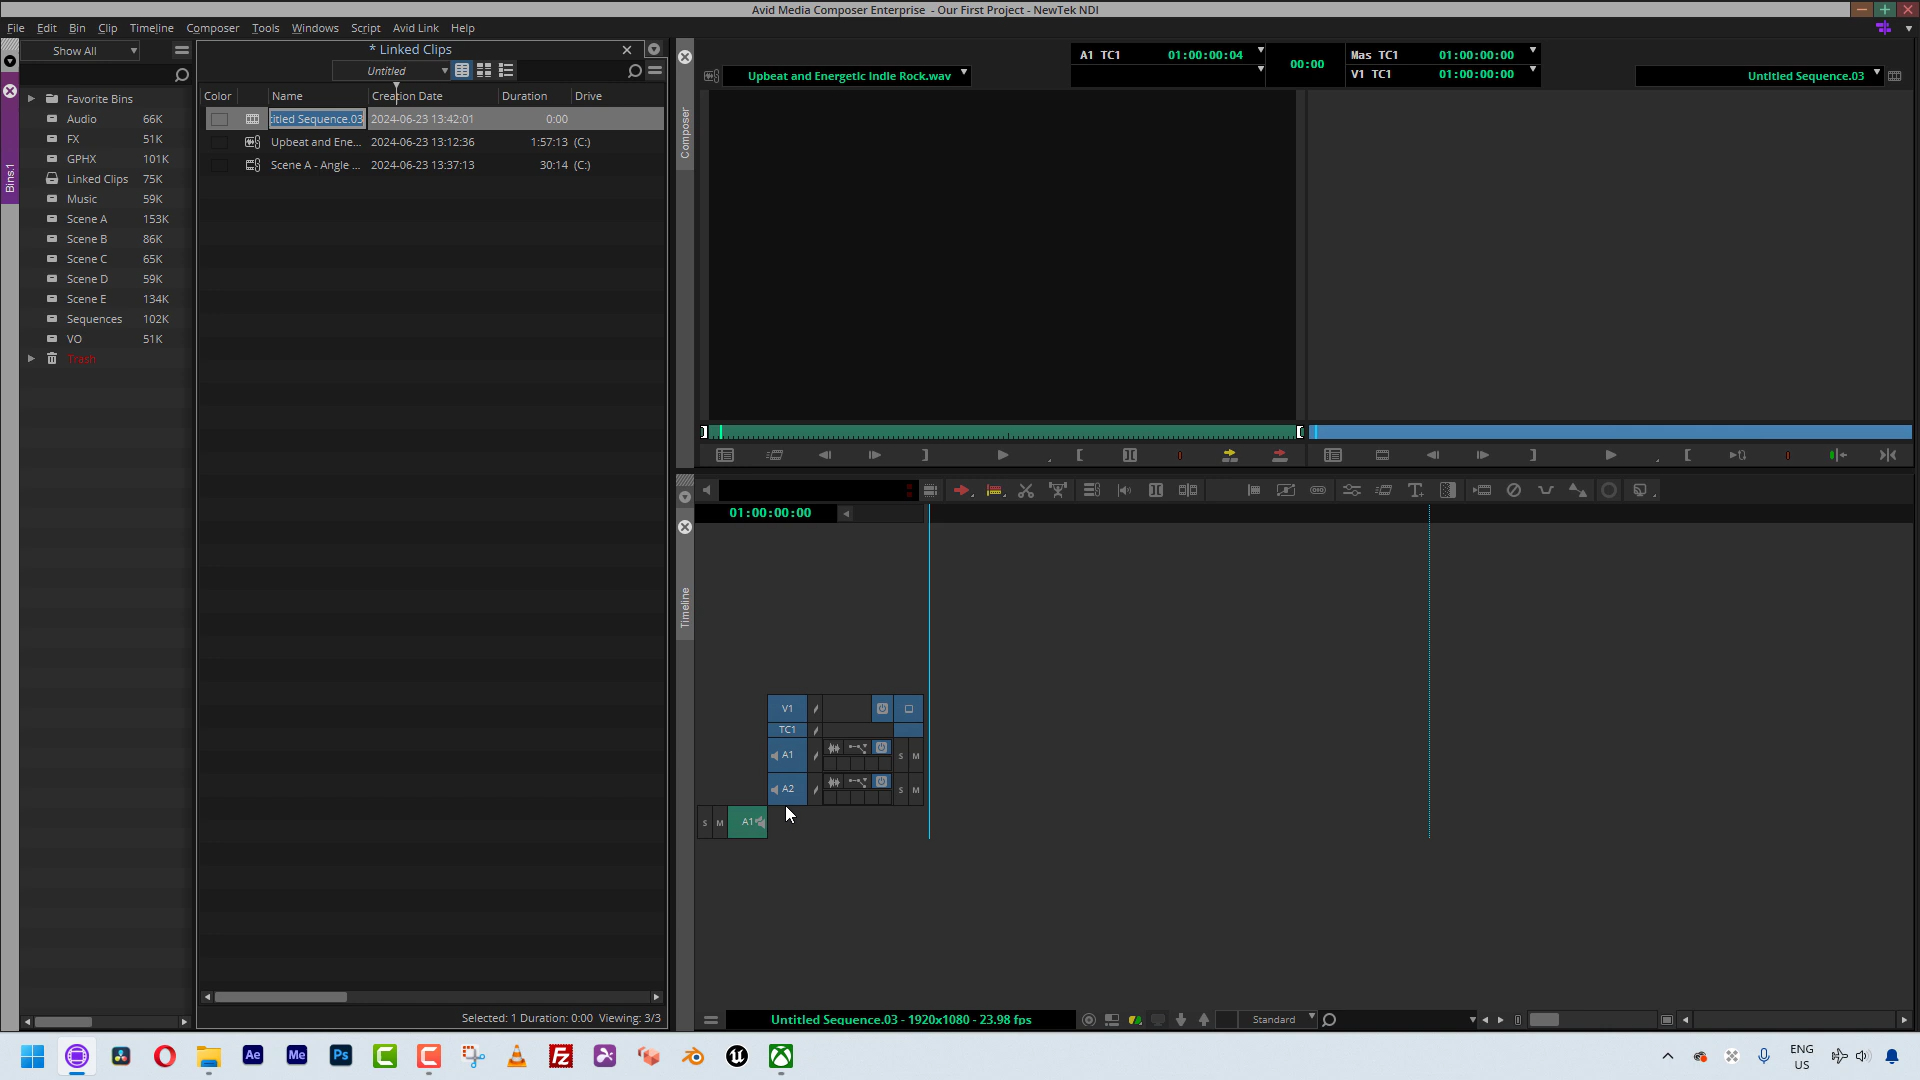 Avid Media Composer Enterprise - Our First Project - NewTek NDI
File Edit Bin Clip Timeline Composer Tools Windows Script Avid Link Help
Show All
* Linked Clips
Untitled
Bins.1
Favorite Bins
Audio 66K
FX 51K
GPHX 101K
Linked Clips 75K
Music 59K
Scene A 153K
Scene B 86K
Scene C 65K
Scene D 59K
Scene E 134K
Sequences 102K
VO 51K
Trash
Color Name Creation Date Duration Drive
titled Sequence.03 2024-06-23 13:42:01 0:00
Upbeat and Ene... 2024-06-23 13:12:36 1:57:13 (C:)
Scene A - Angle ... 2024-06-23 13:37:13 30:14 (C:)
Selected: 1 Duration: 0:00 Viewing: 3/3
Composer
A1 TC1 01:00:00:04
00:00
Mas TC1 01:00:00:00
V1 TC1 01:00:00:00
Upbeat and Energetic Indie Rock.wav
Untitled Sequence.03
Timeline
01:00:00:00
V1
TC1
A1 S M
A2 S M
S M A1
Untitled Sequence.03 - 1920x1080 - 23.98 fps
Standard
Ae
Me
Ps
ENG
US